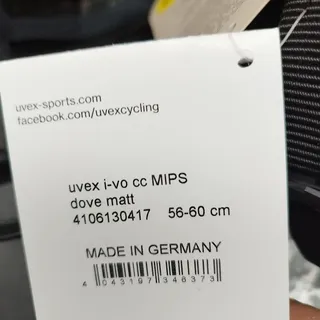 uvex-sports.com
facebook.com/uvexcycling
uvex i-vo cc MIPS
dove matt
4106130417 56-60 cm
MADE IN GERMANY
4 043197 346373